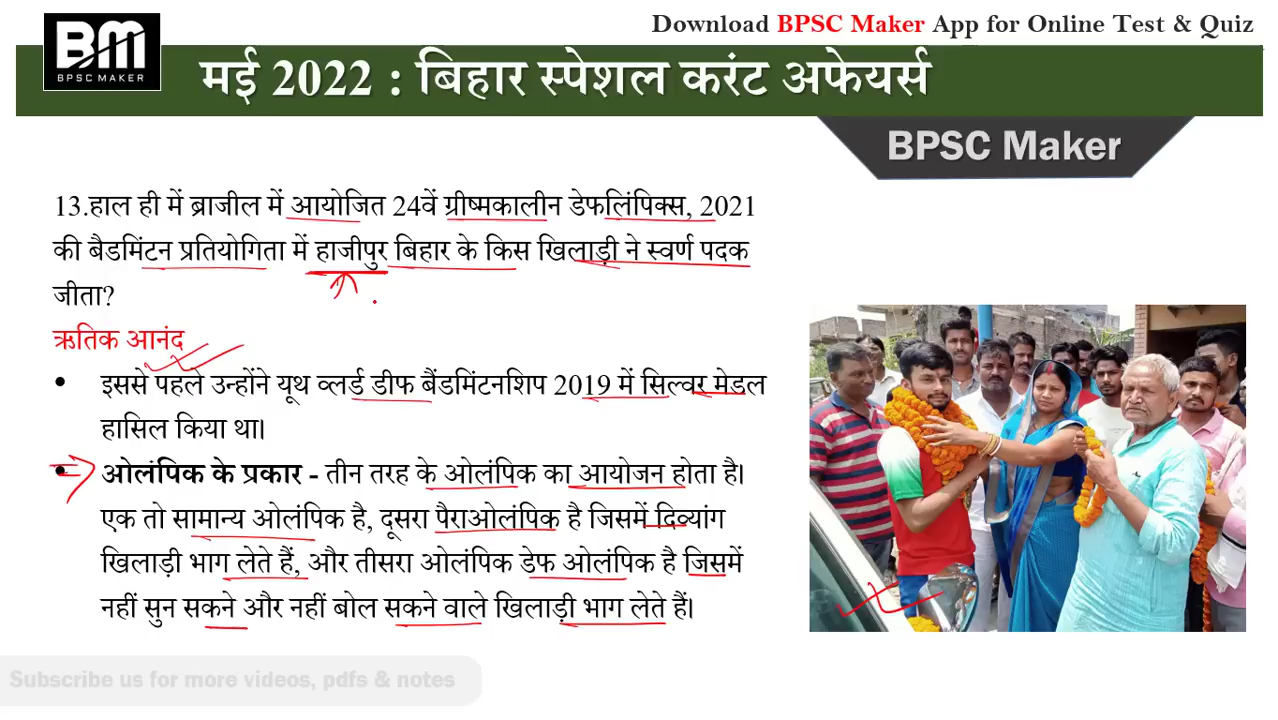 Download BPSC Maker App for Online Test & Quiz
BM
BPSC MAKER
मई 2022 : बिहार स्पेशल करंट अफेयर्स
BPSC Maker
13.हाल ही में ब्राजील में आयोजित 24वें ग्रीष्मकालीन डेफलिंपिक्स, 2021
की बैडमिंटन प्रतियोगिता में हाजीपुर बिहार के किस खिलाड़ी ने स्वर्ण पदक
जीता?
ऋतिक आनंद
• इससे पहले उन्होंने यूथ व्लर्ड डीफ बैंडमिंटनशिप 2019 में सिल्वर मेडल
हासिल किया था।
• ओलंपिक के प्रकार - तीन तरह के ओलंपिक का आयोजन होता है।
एक तो सामान्य ओलंपिक है, दूसरा पैराओलंपिक है जिसमें दिव्यांग
खिलाड़ी भाग लेते हैं, और तीसरा ओलंपिक डेफ ओलंपिक है जिसमें
नहीं सुन सकने और नहीं बोल सकने वाले खिलाड़ी भाग लेते हैं।
Subscribe us for more videos, pdfs & notes